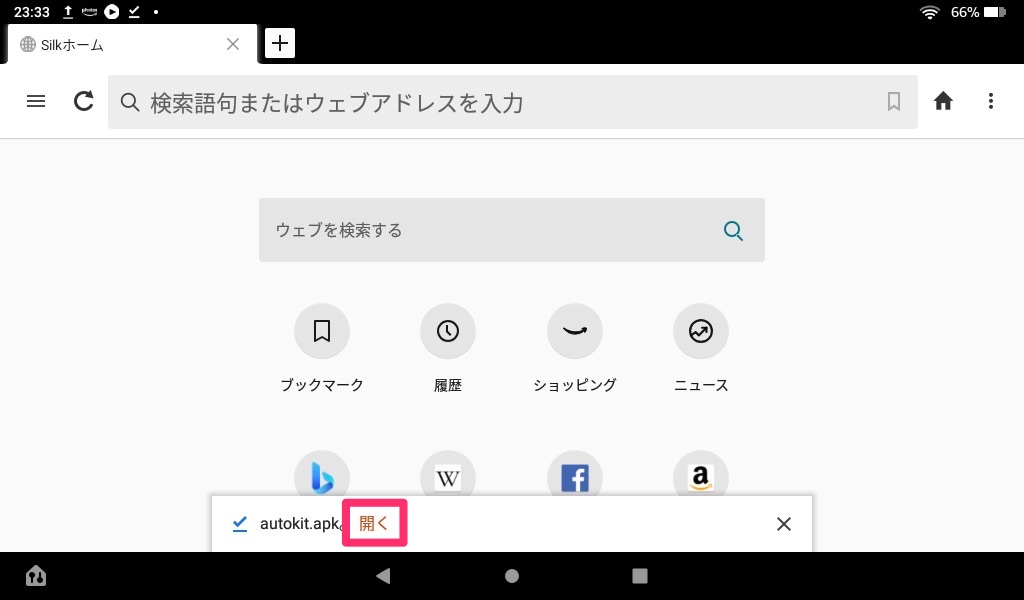 23:33 photos 66%
Silkホーム
検索語句またはウェブアドレスを入力
ウェブを検索する
ブックマーク 履歴 ショッピング ニュース
W f a
autokit.apk。 開く